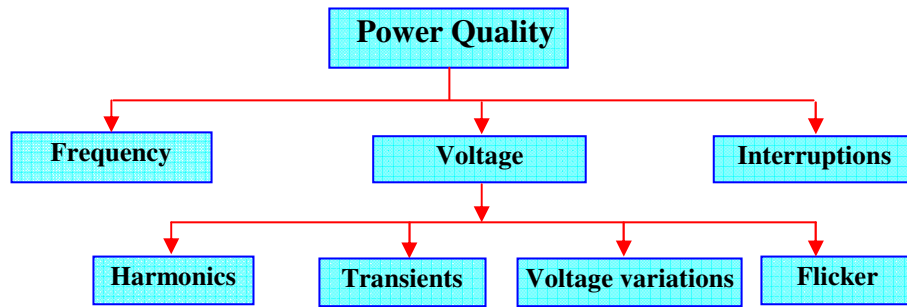 Power Quality
Frequency
Voltage
Interruptions
Harmonics
Transients
Voltage variations
Flicker